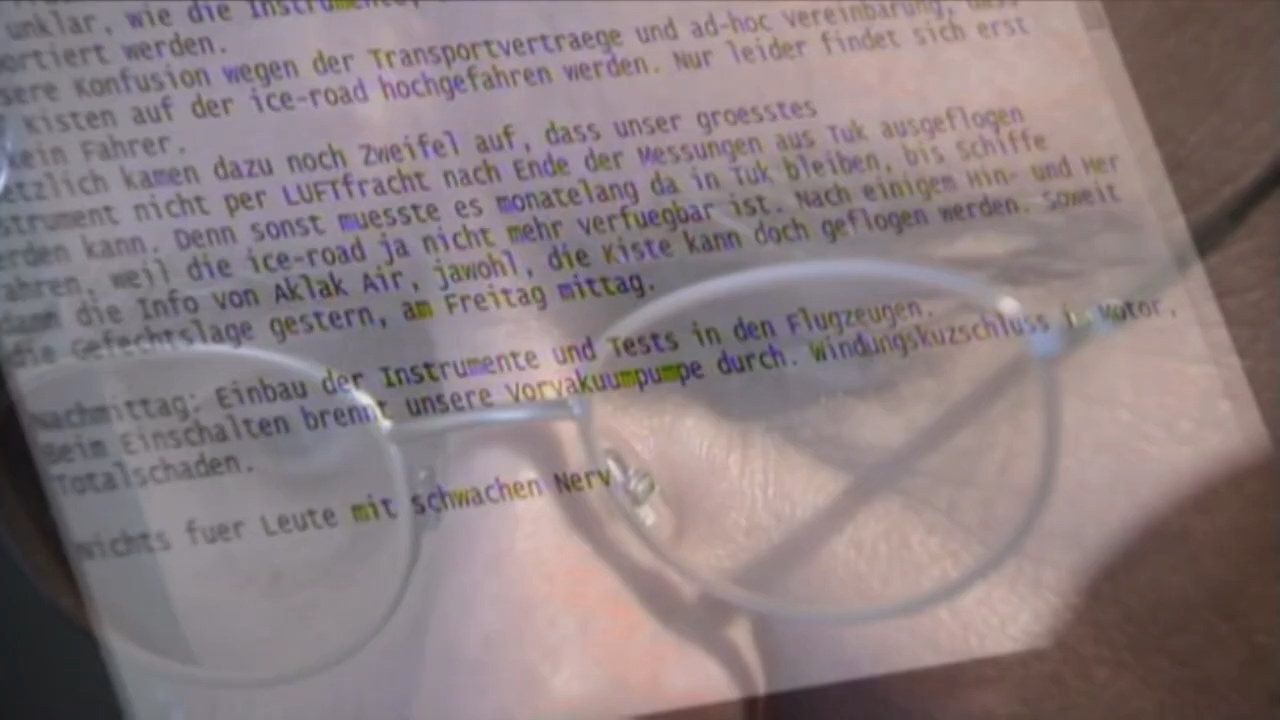 unklar, wie die Instrumente,
ortiert werden.
sere Konfusion wegen der Transportvertraege und ad-hoc Vereinbarung, dass
Kisten auf der ice-road hochgefahren werden. Nur leider findet sich erst
kein Fahrer.
etzlich kamen dazu noch Zweifel auf, dass unser groesstes
strument nicht per LUFTfracht nach Ende der Messungen aus Tuk ausgeflogen
erden kann. Denn sonst muesste es monatelang da in Tuk bleiben, bis Schiffe
ahren, weil die ice-road ja nicht mehr verfuegbar ist. Nach einigem Hin- und Her
dann die Info von Aklak Air, jawohl, die Kiste kann doch geflogen werden. Soweit
die Gefechtslage gestern, am Freitag mittag.
Nachmittag: Einbau der Instrumente und Tests in den Flugzeugen.
Beim Einschalten brennt unsere Vorvakuumpumpe durch. Windungskuzschluss im Motor,
Totalschaden.
Nichts fuer Leute mit schwachen Nerv